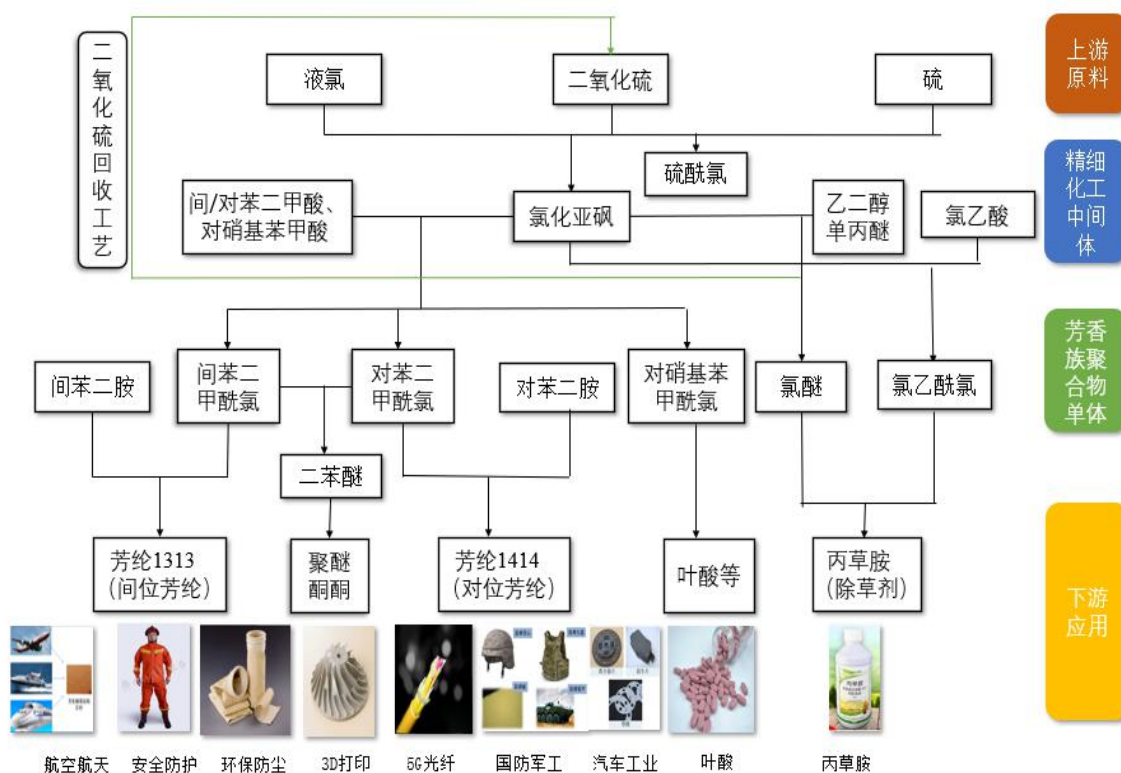 二
氧
化
硫
回
收
工
艺
液氯
二氧化硫
硫
上游
原料
硫酰氯
间/对苯二甲酸、
对硝基苯甲酸
氯化亚砜
乙二醇
单丙醚
氯乙酸
精细
化工
中间
体
间苯二胺
间苯二
甲酰氯
对苯二
甲酰氯
对苯二胺
对硝基苯
甲酰氯
氯醚
氯乙酰氯
芳香
族聚
合物
单体
二苯醚
芳纶1313
(间位芳纶)
聚醚
酮酮
芳纶1414
(对位芳纶)
叶酸等
丙草胺
(除草剂)
下游
应用
丙草胺
航空航天
安全防护
环保防尘
3D打印
5G光纤
国防军工
汽车工业
叶酸
丙草胺